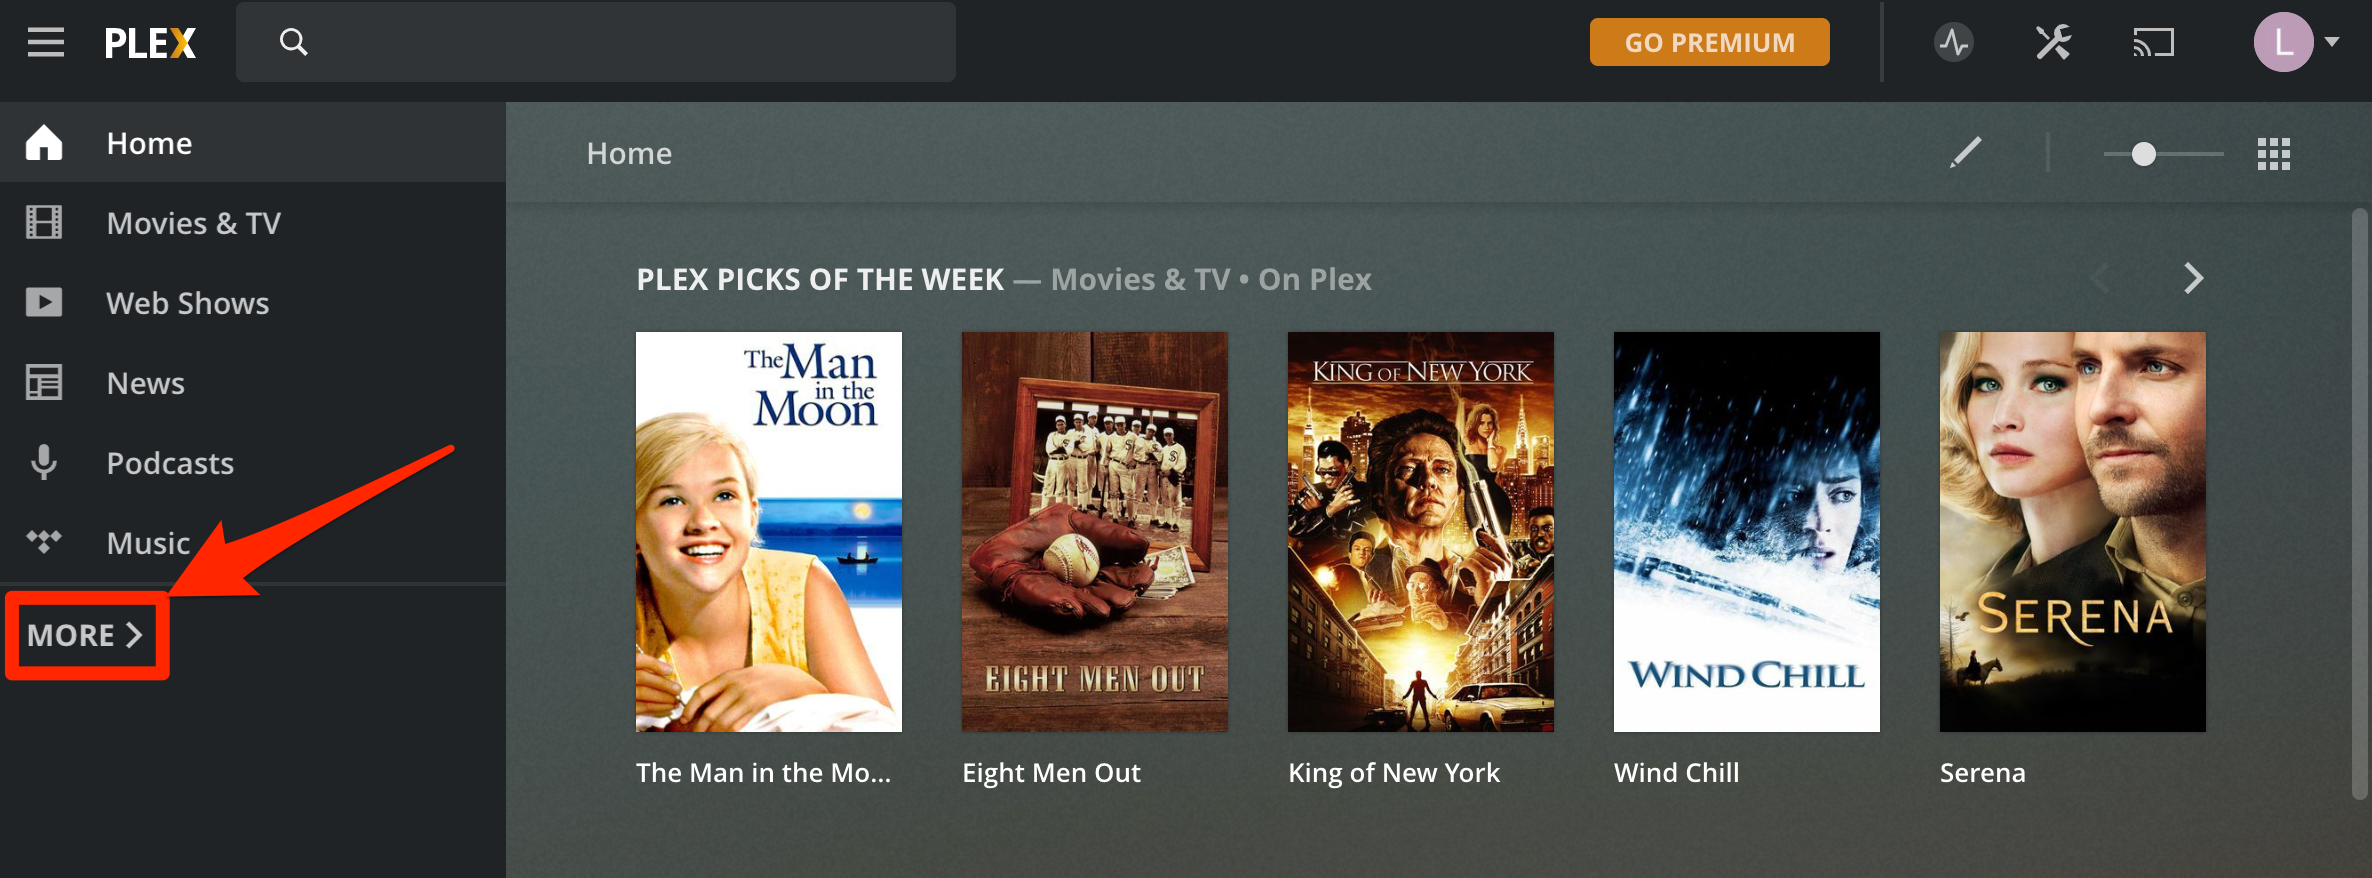 PLEX
GO PREMIUM
L
Home
Movies & TV
Web Shows
News
Podcasts
Music
MORE
Home
PLEX PICKS OF THE WEEK — Movies & TV • On Plex
The Man
in the
Moon
EIGHT MEN OUT
KING OF NEW YORK
WIND CHILL
SERENA
The Man in the Mo...
Eight Men Out
King of New York
Wind Chill
Serena